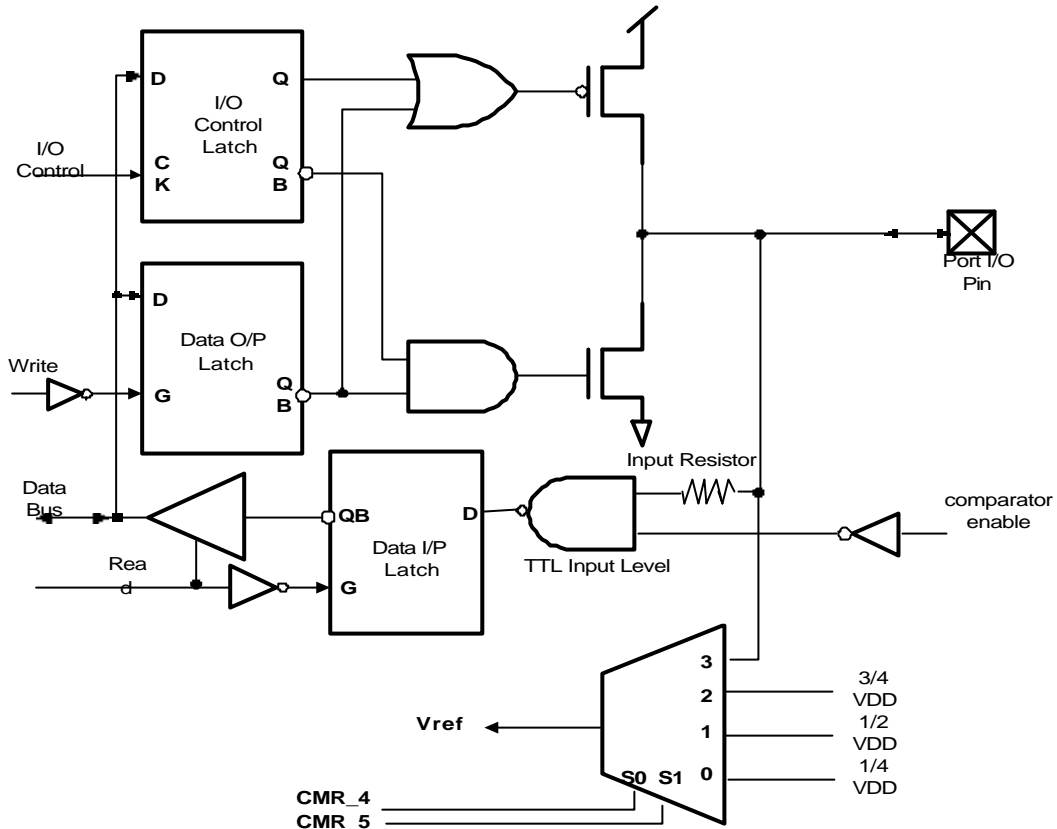 D
Q
I/O
Control
Latch
I/O
Control
C
K
Q
B
Port I/O
Pin
D
Data O/P
Latch
Write
G
Q
B
Input Resistor
Data
Bus
QB
D
comparator
enable
Data I/P
Latch
TTL Input Level
Rea
d
G
3
3/4
VDD
2
Vref
1
1/2
VDD
0
1/4
VDD
S0
S1
CMR_4
CMR_5